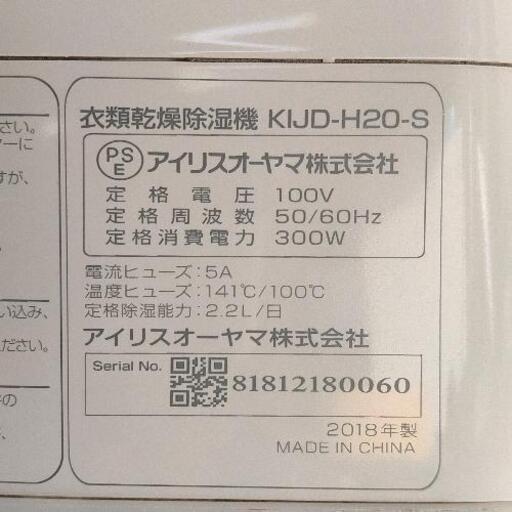 さい。
ケーに
すが、
い込み、
ださい。
の
、
衣類乾燥除湿機 KIJD-H20-S
PSE アイリスオーヤマ株式会社
定格電圧 100V
定格周波数 50/60Hz
定格消費電力 300W
電流ヒューズ:5A
温度ヒューズ:141℃/100℃
定格除湿能力:2.2L/日
アイリスオーヤマ株式会社
Serial No. 81812180060
2018年製
MADE IN CHINA